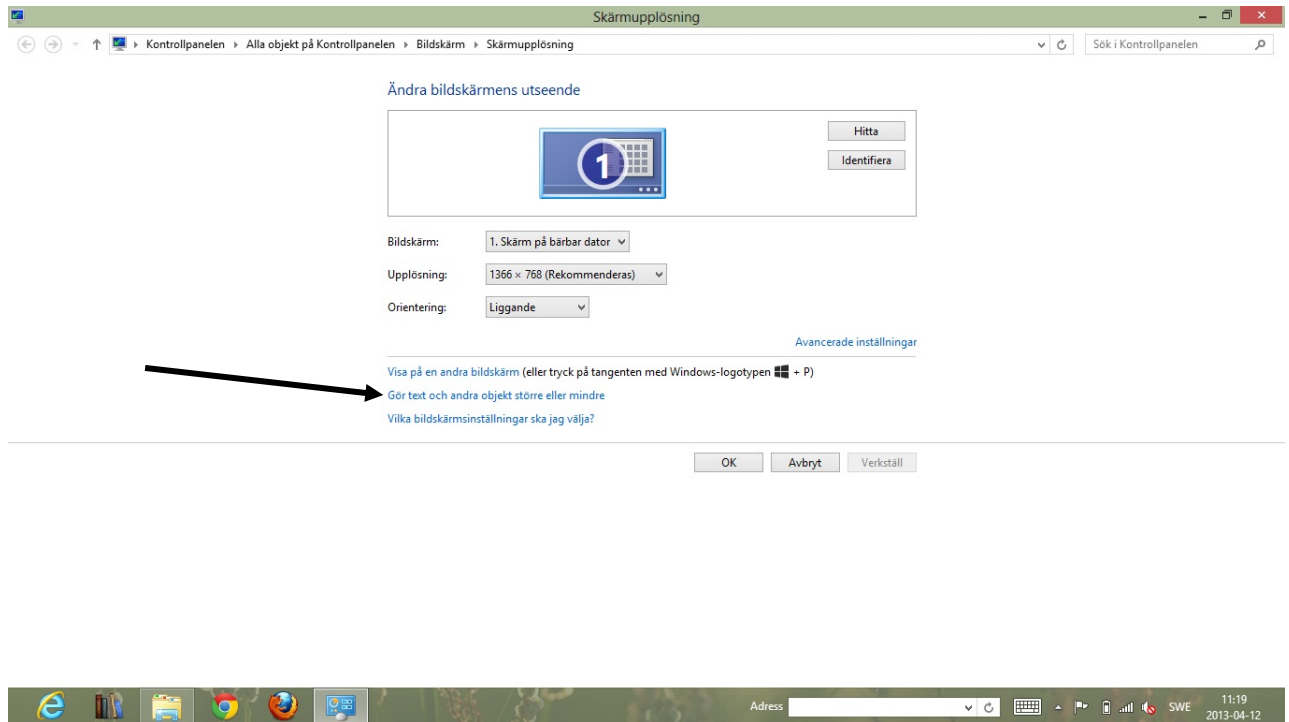 Skärmupplösning
Kontrollpanelen Alla objekt på Kontrollpanelen Bildskärm Skärmupplösning
Sök i Kontrollpanelen
Ändra bildskärmens utseende
1
Hitta
Identifiera
Bildskärm: 1. Skärm på bärbar dator
Upplösning: 1366 × 768 (Rekommenderas)
Orientering: Liggande
Avancerade inställningar
Visa på en andra bildskärm (eller tryck på tangenten med Windows-logotypen + P)
Gör text och andra objekt större eller mindre
Vilka bildskärmsinställningar ska jag välja?
OK Avbryt Verkställ
Adress SWE 11:19
2013-04-12